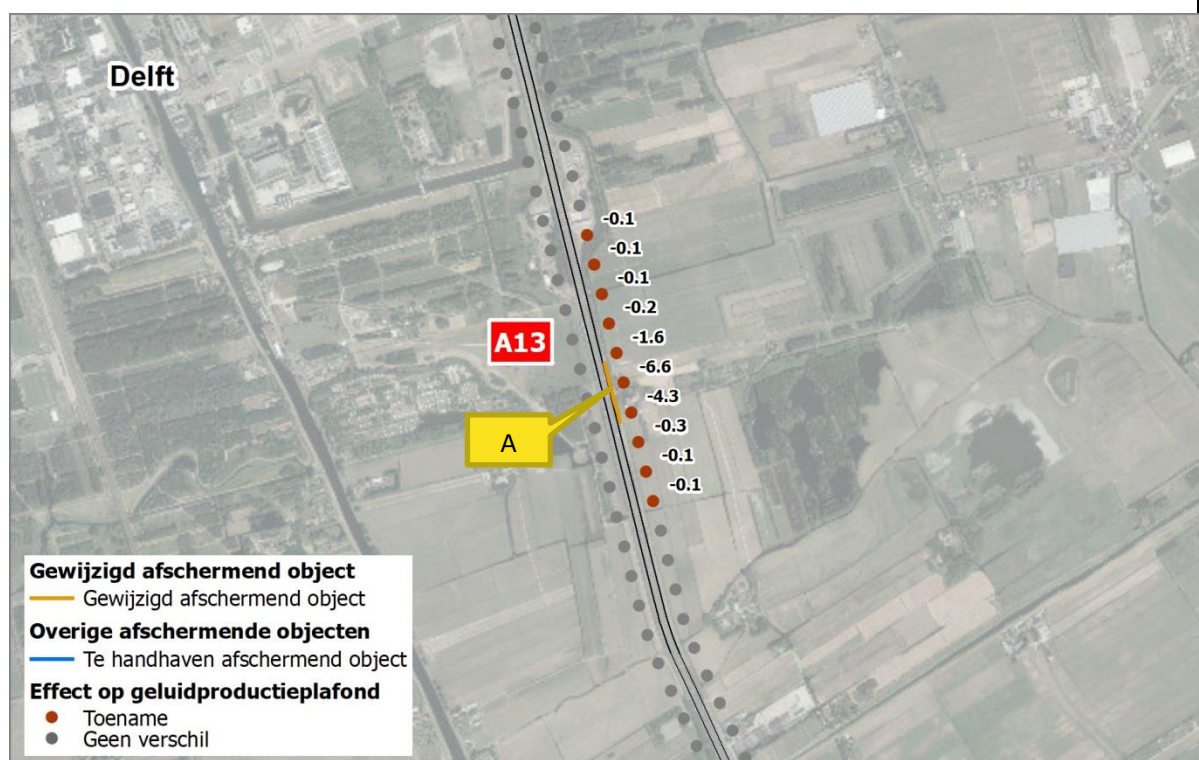 Delft
-0.1
-0.1
-0.1
-0.2
-1.6
A13
-6.6
-4.3
A
-0.3
-0.1
-0.1
Gewijzigd afschermend object
Gewijzigd afschermend object
Overige afschermende objecten
Te handhaven afschermend object
Effect op geluidproductieplafond
Toename
Geen verschil